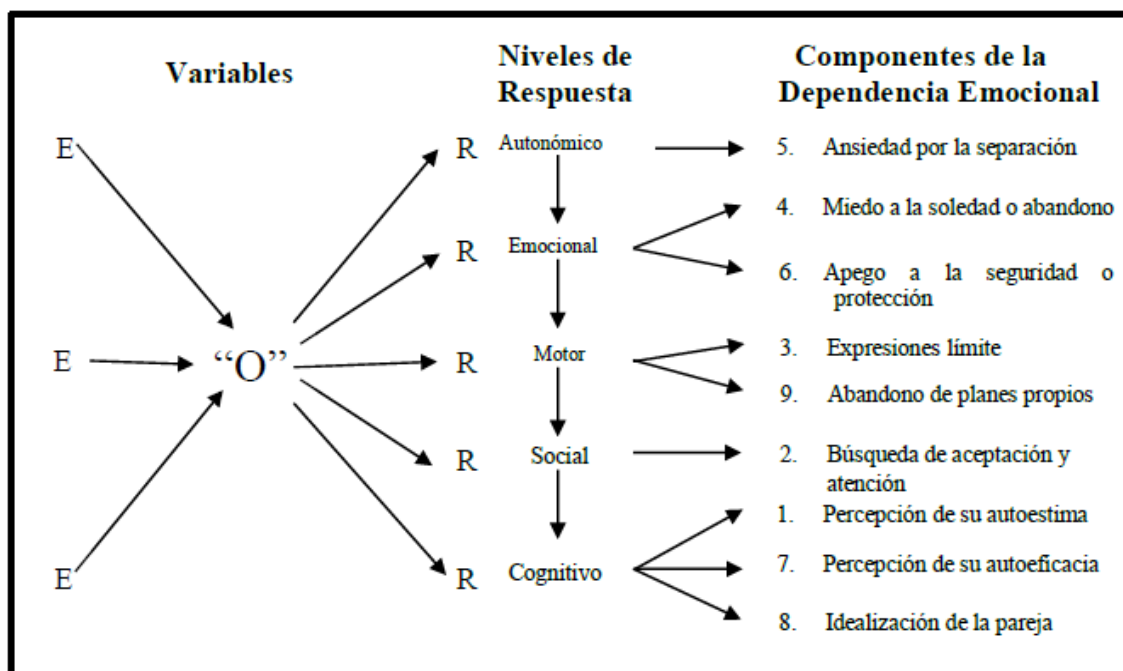 Variables
Niveles de
Respuesta
Componentes de la
Dependencia Emocional
E
R Autonómico
5. Ansiedad por la separación
4. Miedo a la soledad o abandono
R Emocional
6. Apego a la seguridad o
protección
E
“O”
R Motor
3. Expresiones límite
9. Abandono de planes propios
R Social
2. Búsqueda de aceptación y
atención
1. Percepción de su autoestima
E
R Cognitivo
7. Percepción de su autoeficacia
8. Idealización de la pareja